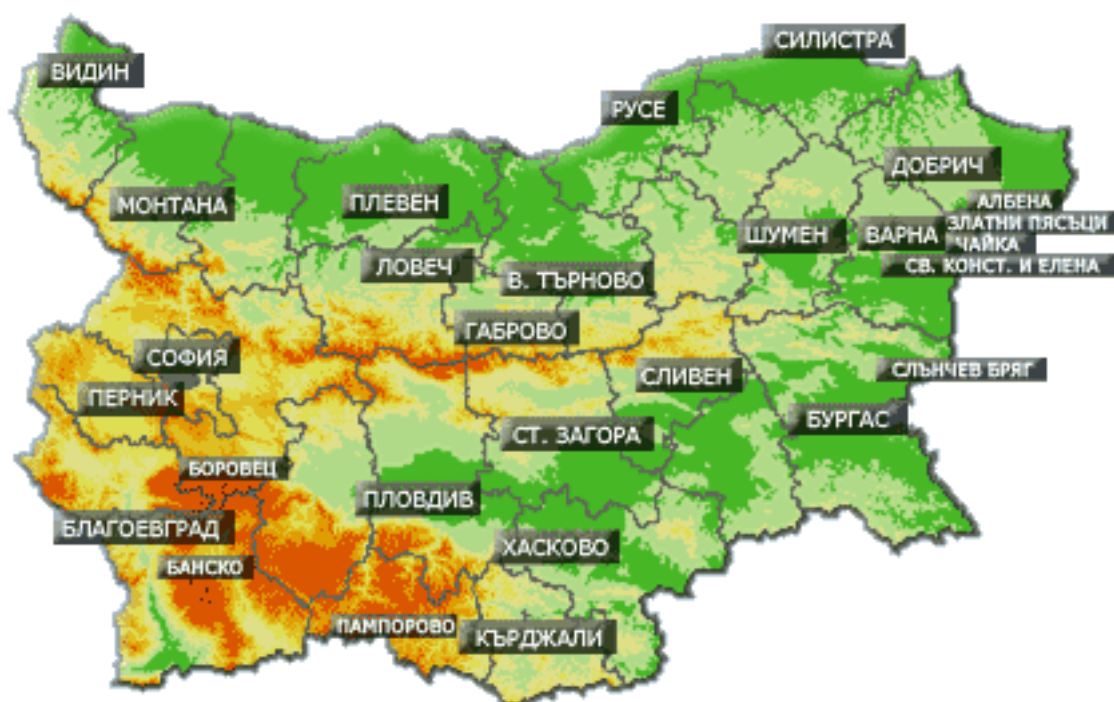 СИЛИСТРА
ВИДИН
РУСЕ
ДОБРИЧ
МОНТАНА
ПЛЕВЕН
АЛБЕНА
ЗЛАТНИ ПЯСЪЦИ
ШУМЕН
ВАРНА
ЧАЙКА
ЛОВЕЧ
СВ. КОНСТ. И ЕЛЕНА
В. ТЪРНОВО
ГАБРОВО
СОФИЯ
СЛЪНЧЕВ БРЯГ
СЛИВЕН
ПЕРНИК
БУРГАС
СТ. ЗАГОРА
БОРОВЕЦ
ПЛОВДИВ
БЛАГОЕВГРАД
ХАСКОВО
БАНСКО
ПАМПОРОВО
КЪРДЖАЛИ